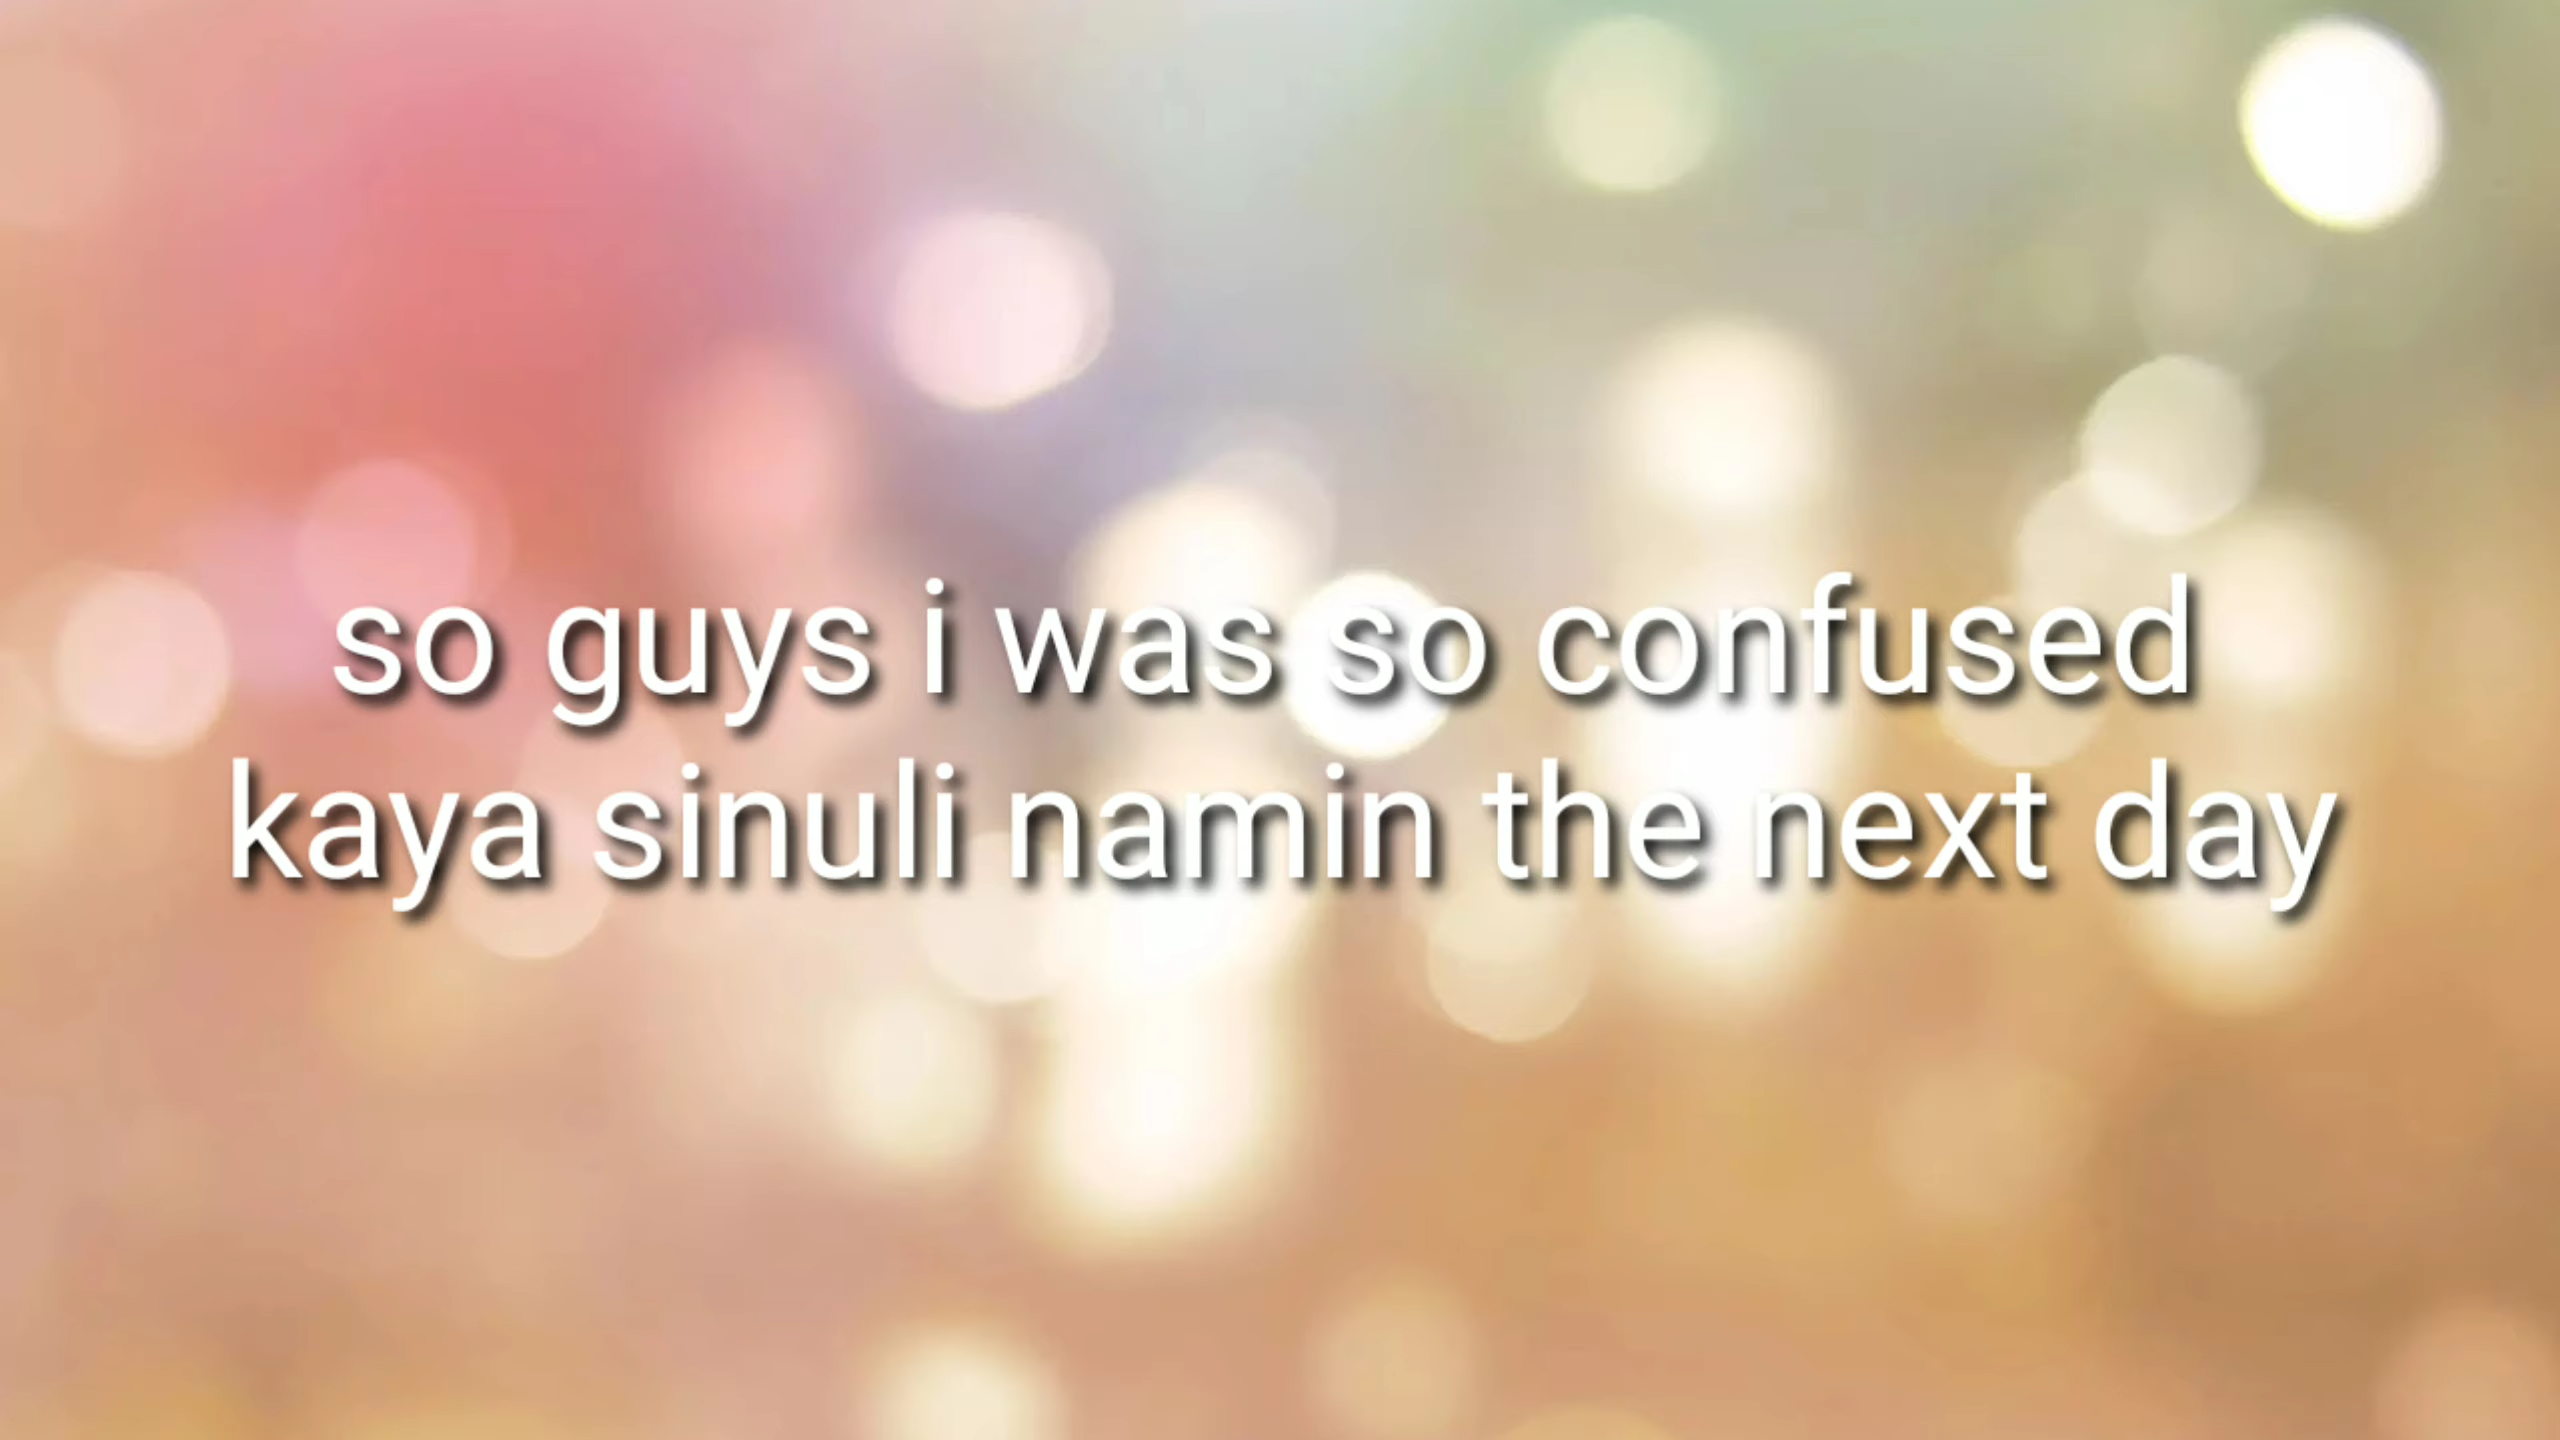 so guys i was so confused
kaya sinuli namin the next day